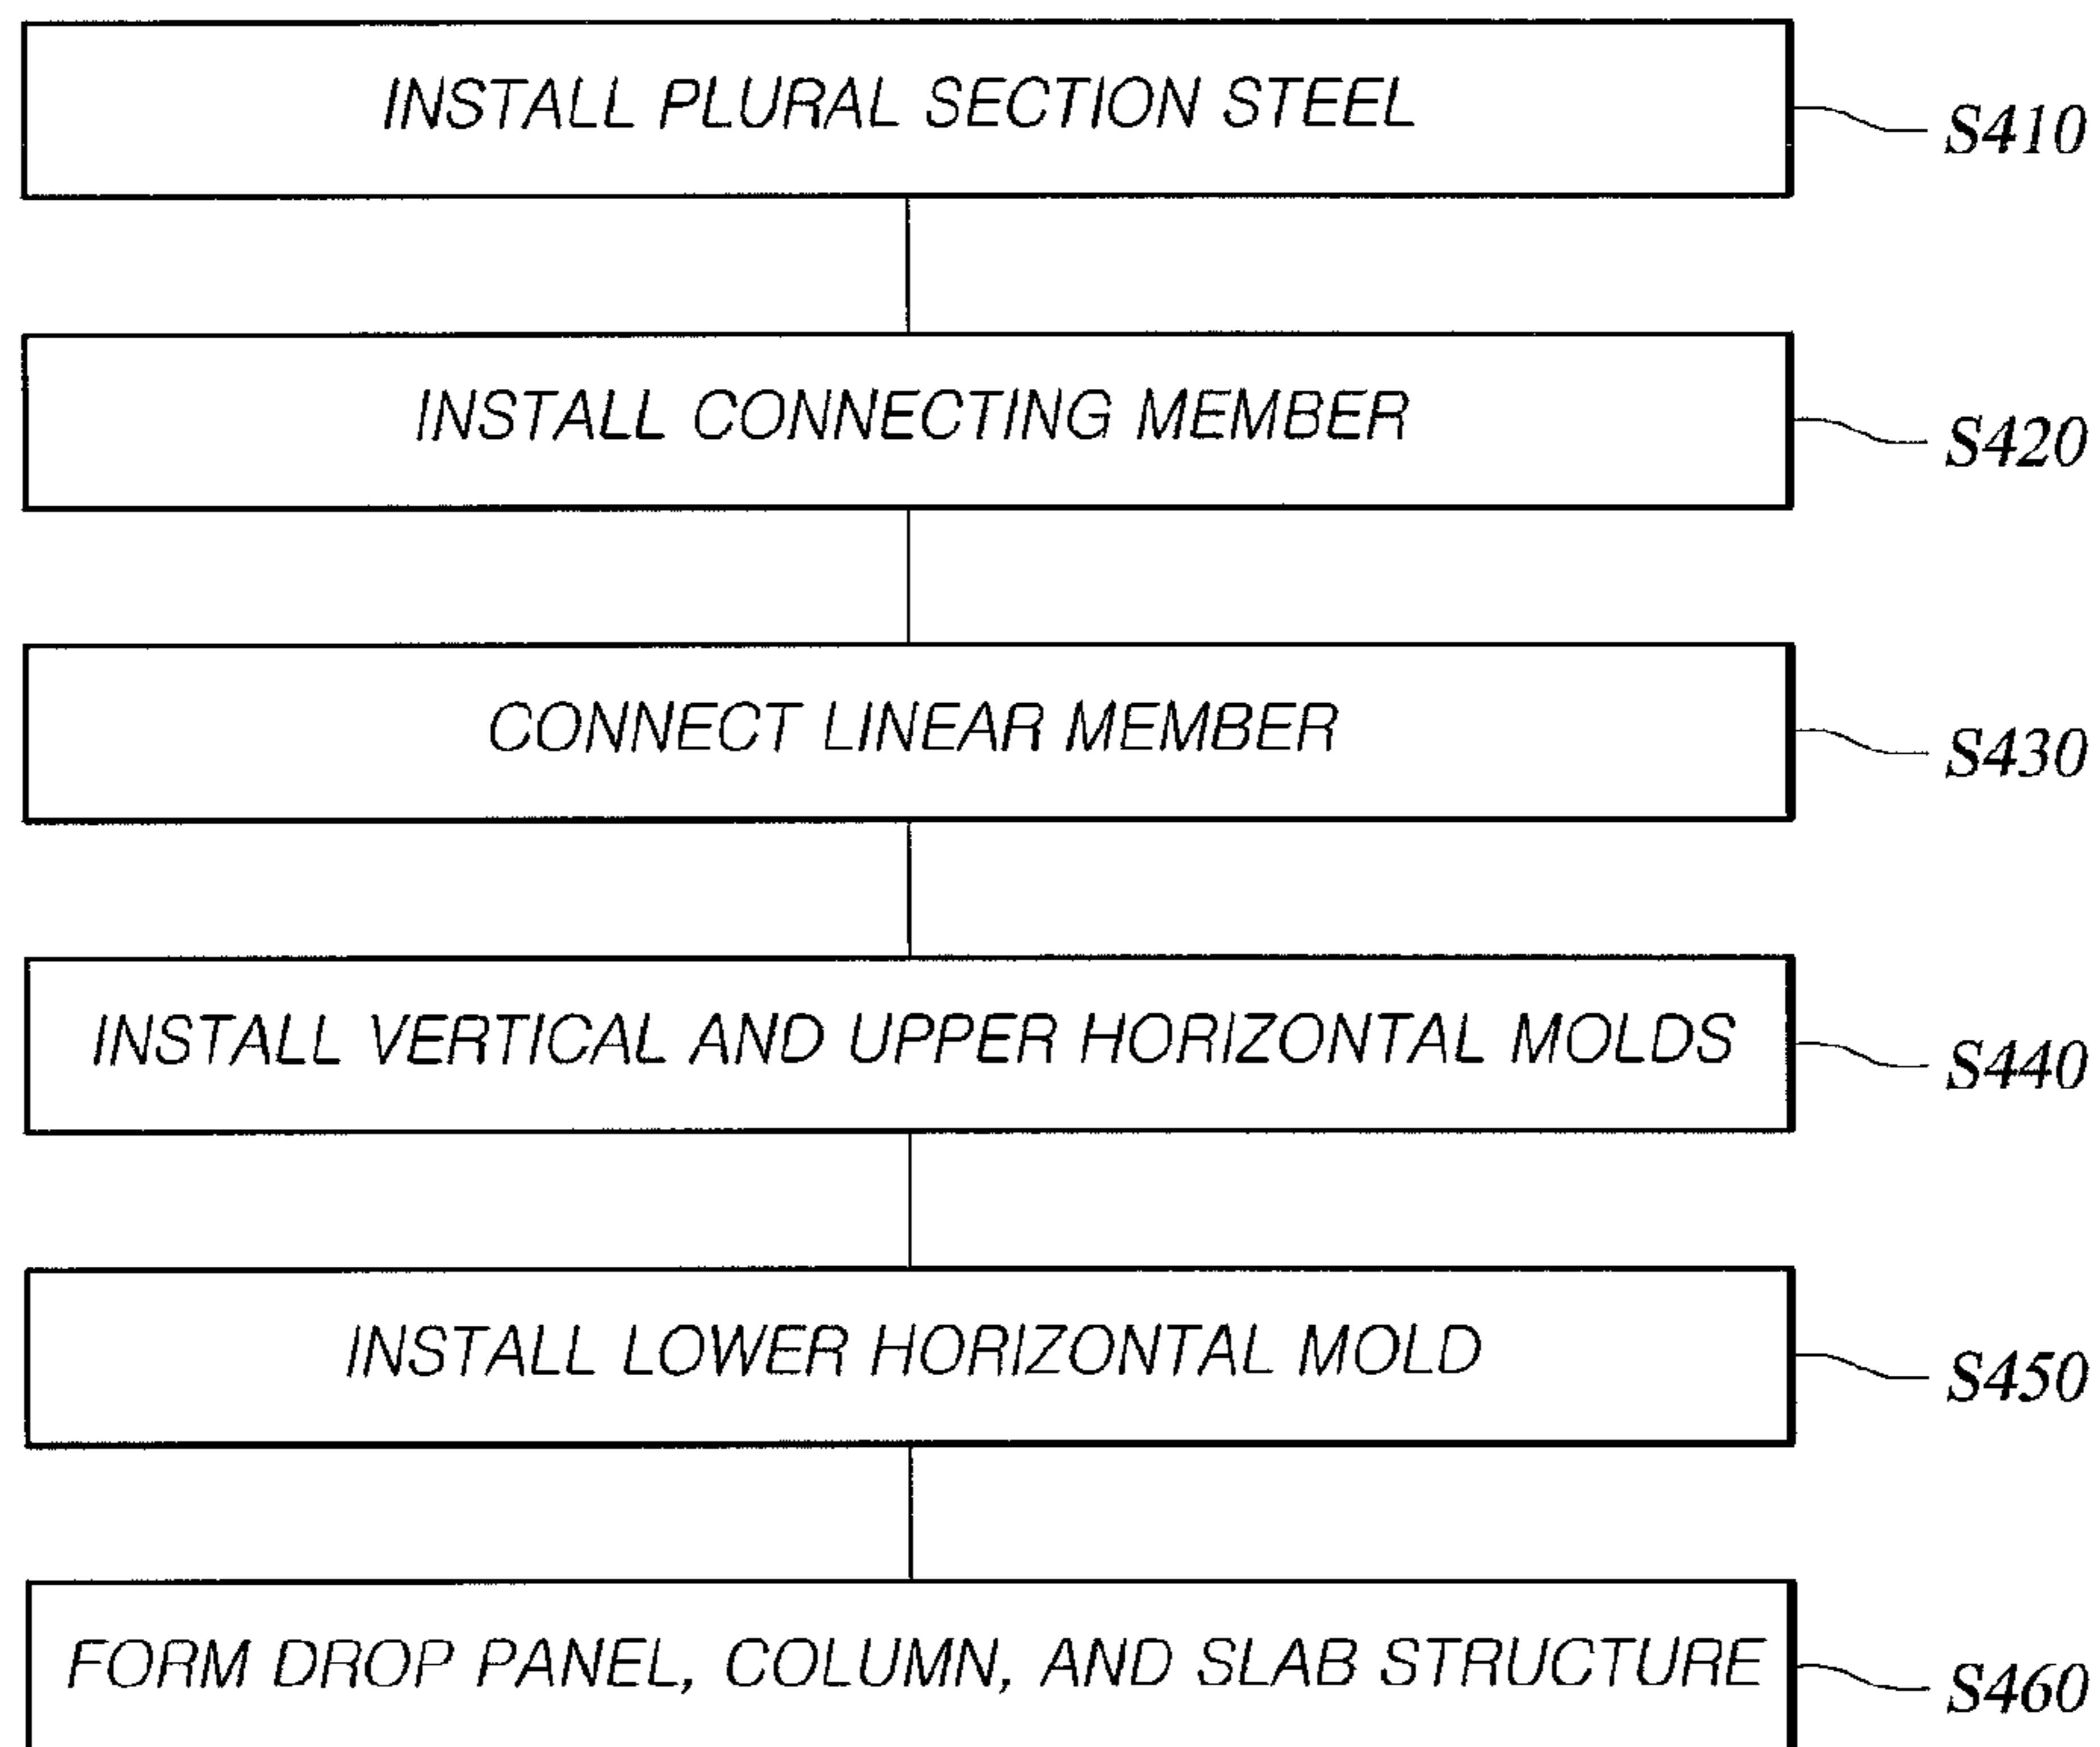 INSTALL PLURAL SECTION STEEL S410
INSTALL CONNECTING MEMBER S420
CONNECT LINEAR MEMBER S430
INSTALL VERTICAL AND UPPER HORIZONTAL MOLDS S440
INSTALL LOWER HORIZONTAL MOLD S450
FORM DROP PANEL, COLUMN, AND SLAB STRUCTURE S460